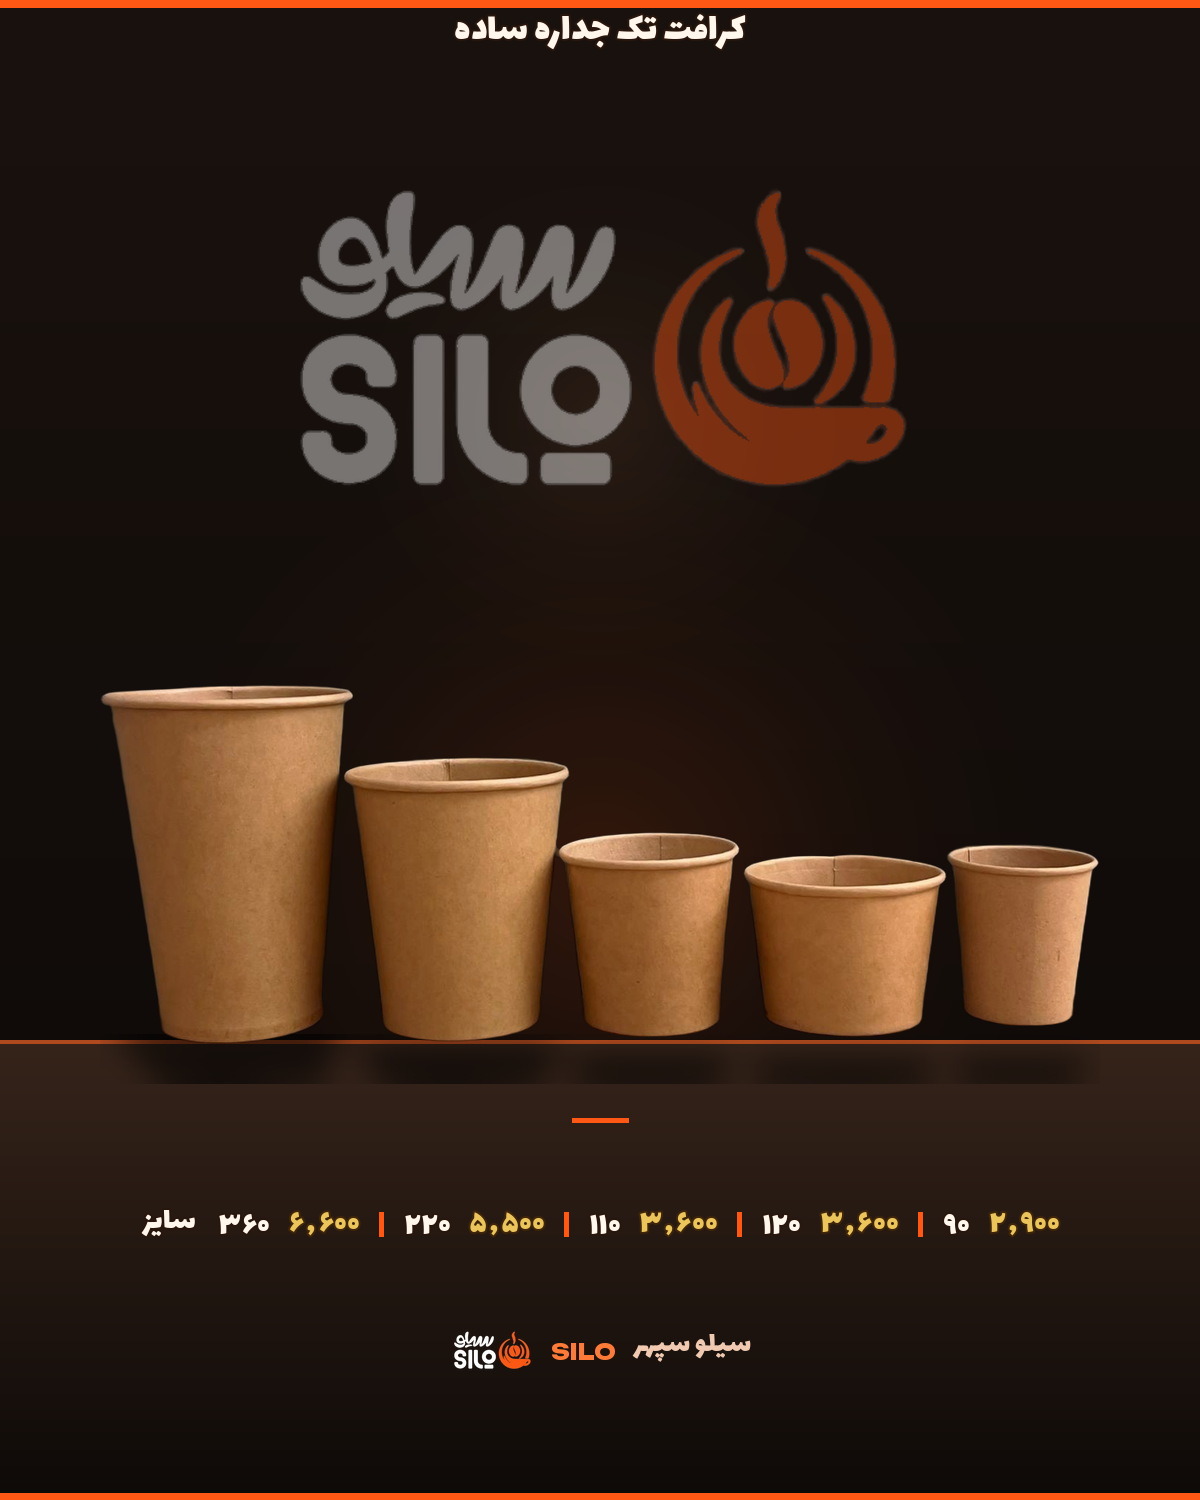 کرافت تک جداره ساده
سیلو
SILO
سایز ۳۶۰ ۶,۶۰۰ | ۲۲۰ ۵,۵۰۰ | ۱۱۰ ۳,۶۰۰ | ۱۲۰ ۳,۶۰۰ | ۹۰ ۲,۹۰۰
سیلو SILO SILO سیلو سپهر